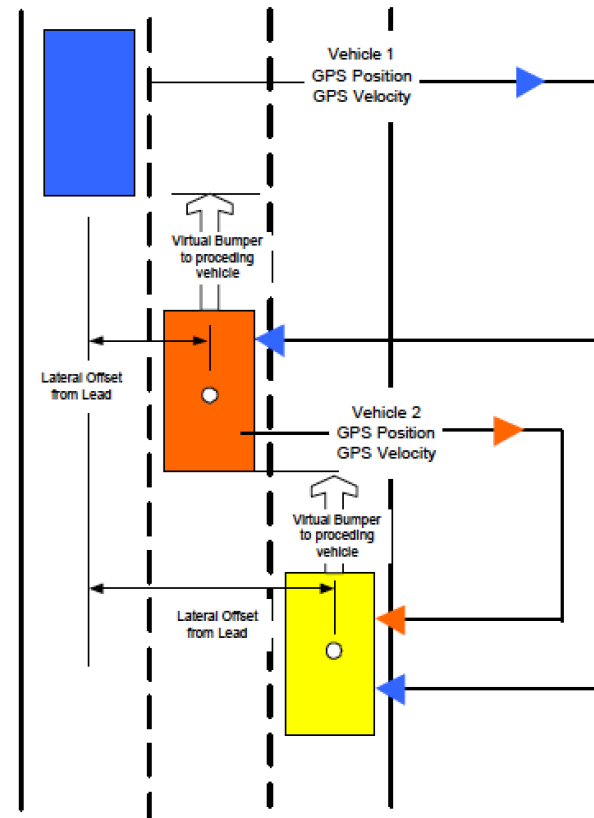 Vehicle 1
GPS Position
GPS Velocity
Virtual Bumper
to proceding
vehicle
Lateral Offset
from Lead
Vehicle 2
GPS Position
GPS Velocity
Virtual Bumper
to proceding
vehicle
Lateral Offset
from Lead